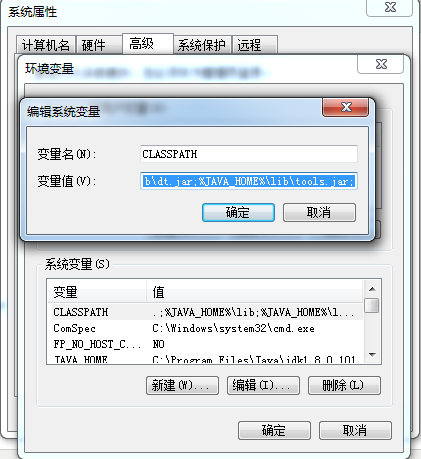 系统属性
计算机名 硬件 高级 系统保护 远程
环境变量
编辑系统变量
变量名(N): CLASSPATH
变量值(V): b\dt.jar;%JAVA_HOME%\lib\tools.jar;
确定 取消
系统变量(S)
变量 值
CLASSPATH .;%JAVA_HOME%\lib;%JAVA_HOME%\l...
ComSpec C:\Windows\system32\cmd.exe
FP_NO_HOST_C... NO
JAVA_HOME C:\Program Files\Java\jdk1.8.0_101
新建(W)... 编辑(I)... 删除(L)
确定 取消